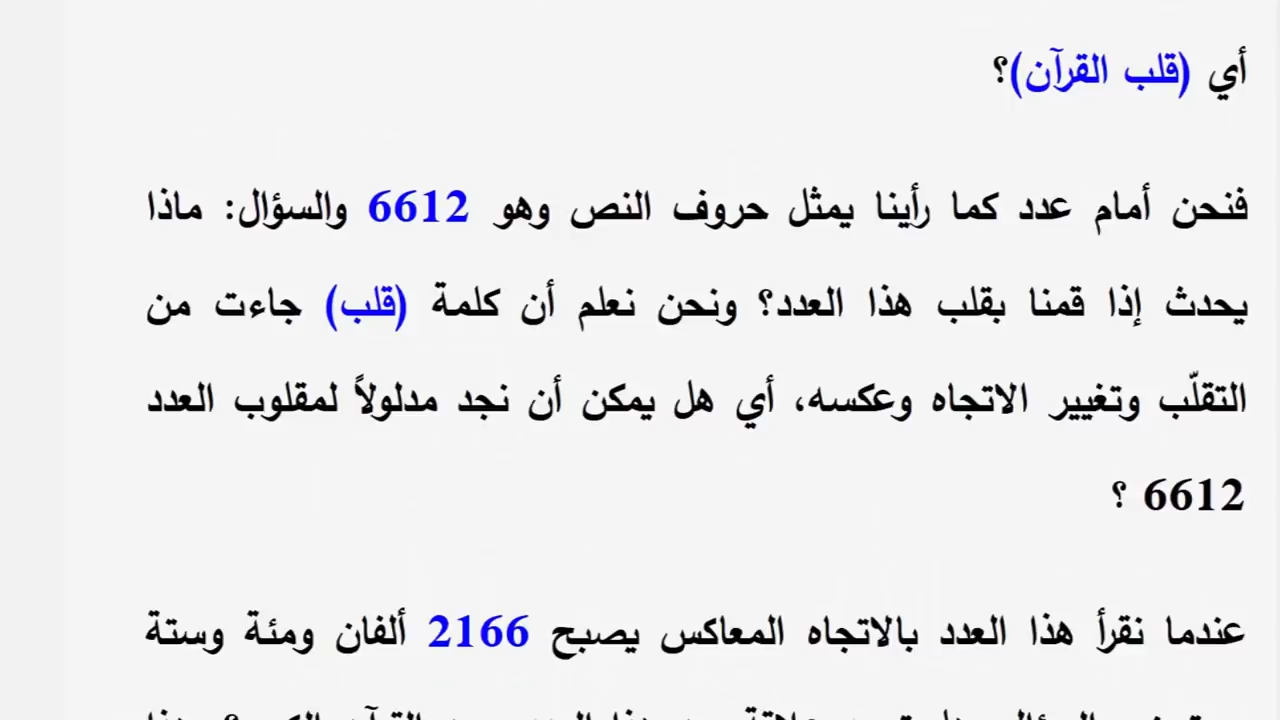 أي (قلب القرآن)؟
فنحن أمام عدد كما رأينا يمثل حروف النص وهو 6612 والسؤال: ماذا
يحدث إذا قمنا بقلب هذا العدد؟ ونحن نعلم أن كلمة (قلب) جاءت من
التقلّب وتغيير الاتجاه وعكسه، أي هل يمكن أن نجد مدلولاً لمقلوب العدد
6612 ؟
عندما نقرأ هذا العدد بالاتجاه المعاكس يصبح 2166 ألفان ومئة وستة